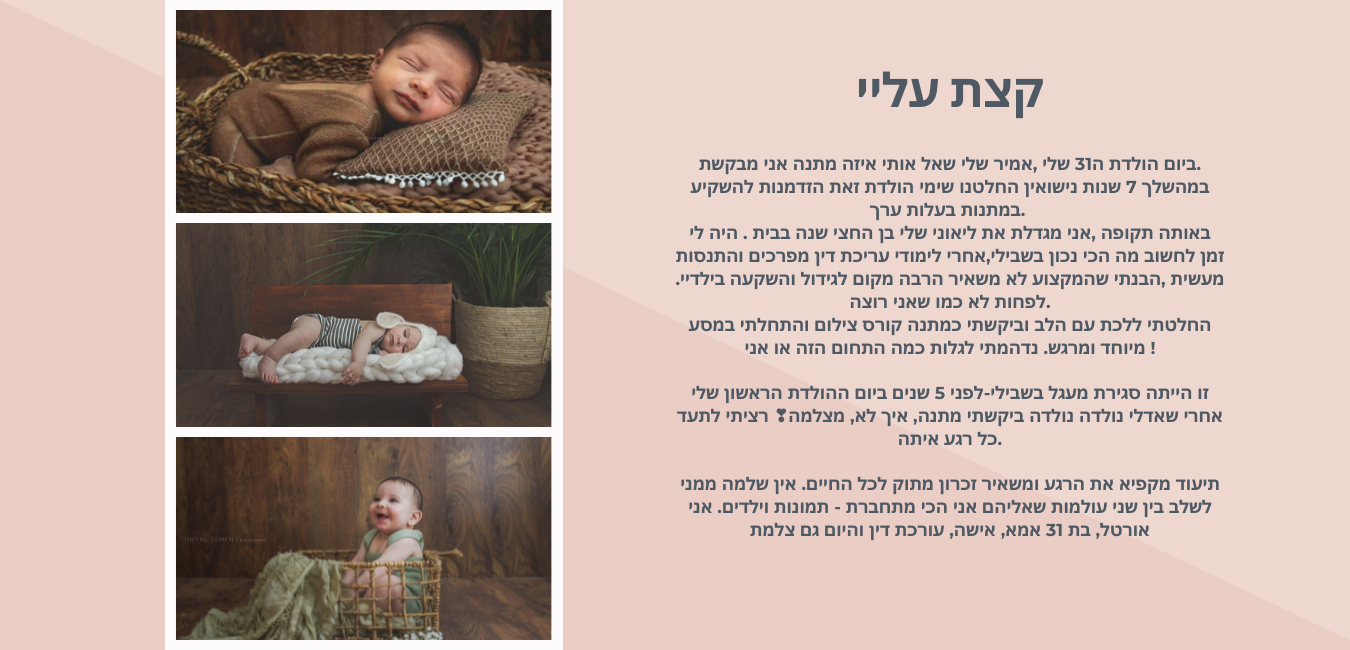 קצת עליי
ביום הולדת ה31 שלי ,אמיר שלי שאל אותי איזה מתנה אני מבקשת.
במהשלך 7 שנות נישואין החלטנו שימי הולדת זאת הזדמנות להשקיע
במתנות בעלות ערך.
באותה תקופה ,אני מגדלת את ליאוני שלי בן החצי שנה בבית . היה לי
זמן לחשוב מה הכי נכון בשבילי,אחרי לימודי עריכת דין מפרכים והתנסות
מעשית ,הבנתי שהמקצוע לא משאיר הרבה מקום לגידול והשקעה בילדיי.
לפחות לא כמו שאני רוצה.
החלטתי ללכת עם הלב וביקשתי כמתנה קורס צילום והתחלתי במסע
מיוחד ומרגש. נדהמתי לגלות כמה התחום הזה או אני !
זו הייתה סגירת מעגל בשבילי-לפני 5 שנים ביום ההולדת הראשון שלי
אחרי שאדלי נולדה נולדה ביקשתי מתנה, איך לא, מצלמה❣ רציתי לתעד
כל רגע איתה.
תיעוד מקפיא את הרגע ומשאיר זכרון מתוק לכל החיים. אין שלמה ממני
לשלב בין שני עולמות שאליהם אני הכי מתחברת - תמונות וילדים. אני
אורטל, בת 31 אמא, אישה, עורכת דין והיום גם צלמת